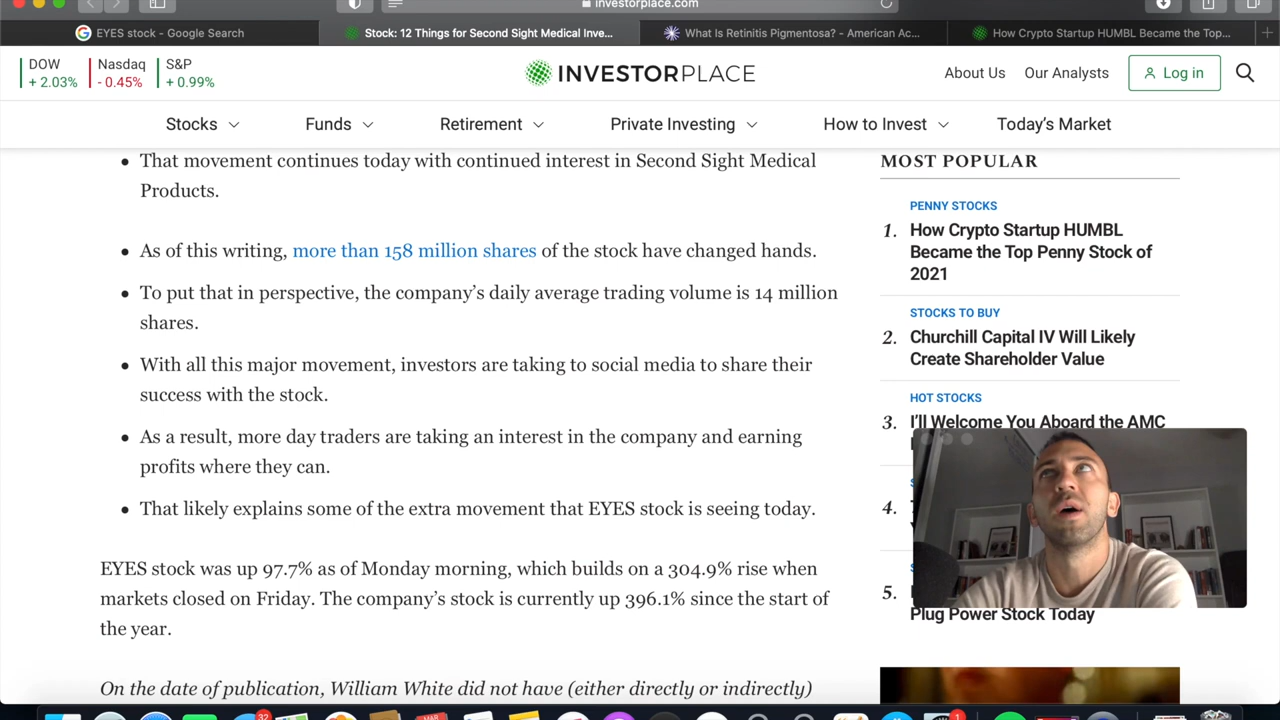 investorplace.com
EYES stock - Google Search
Stock: 12 Things for Second Sight Medical Inve...
What Is Retinitis Pigmentosa? - American Ac...
How Crypto Startup HUMBL Became the Top...
DOW
+ 2.03%
Nasdaq
- 0.45%
S&P
+ 0.99%
INVESTORPLACE
About Us
Our Analysts
Log in
Stocks
Funds
Retirement
Private Investing
How to Invest
Today's Market
• That movement continues today with continued interest in Second Sight Medical
Products.
• As of this writing, more than 158 million shares of the stock have changed hands.
• To put that in perspective, the company's daily average trading volume is 14 million
shares.
• With all this major movement, investors are taking to social media to share their
success with the stock.
• As a result, more day traders are taking an interest in the company and earning
profits where they can.
• That likely explains some of the extra movement that EYES stock is seeing today.
EYES stock was up 97.7% as of Monday morning, which builds on a 304.9% rise when
markets closed on Friday. The company's stock is currently up 396.1% since the start of
the year.
On the date of publication, William White did not have (either directly or indirectly)
MOST POPULAR
PENNY STOCKS
1. How Crypto Startup HUMBL
Became the Top Penny Stock of
2021
STOCKS TO BUY
2. Churchill Capital IV Will Likely
Create Shareholder Value
HOT STOCKS
3. I'll Welcome You Aboard the AMC
4.
5.
Plug Power Stock Today
32
MAR
1